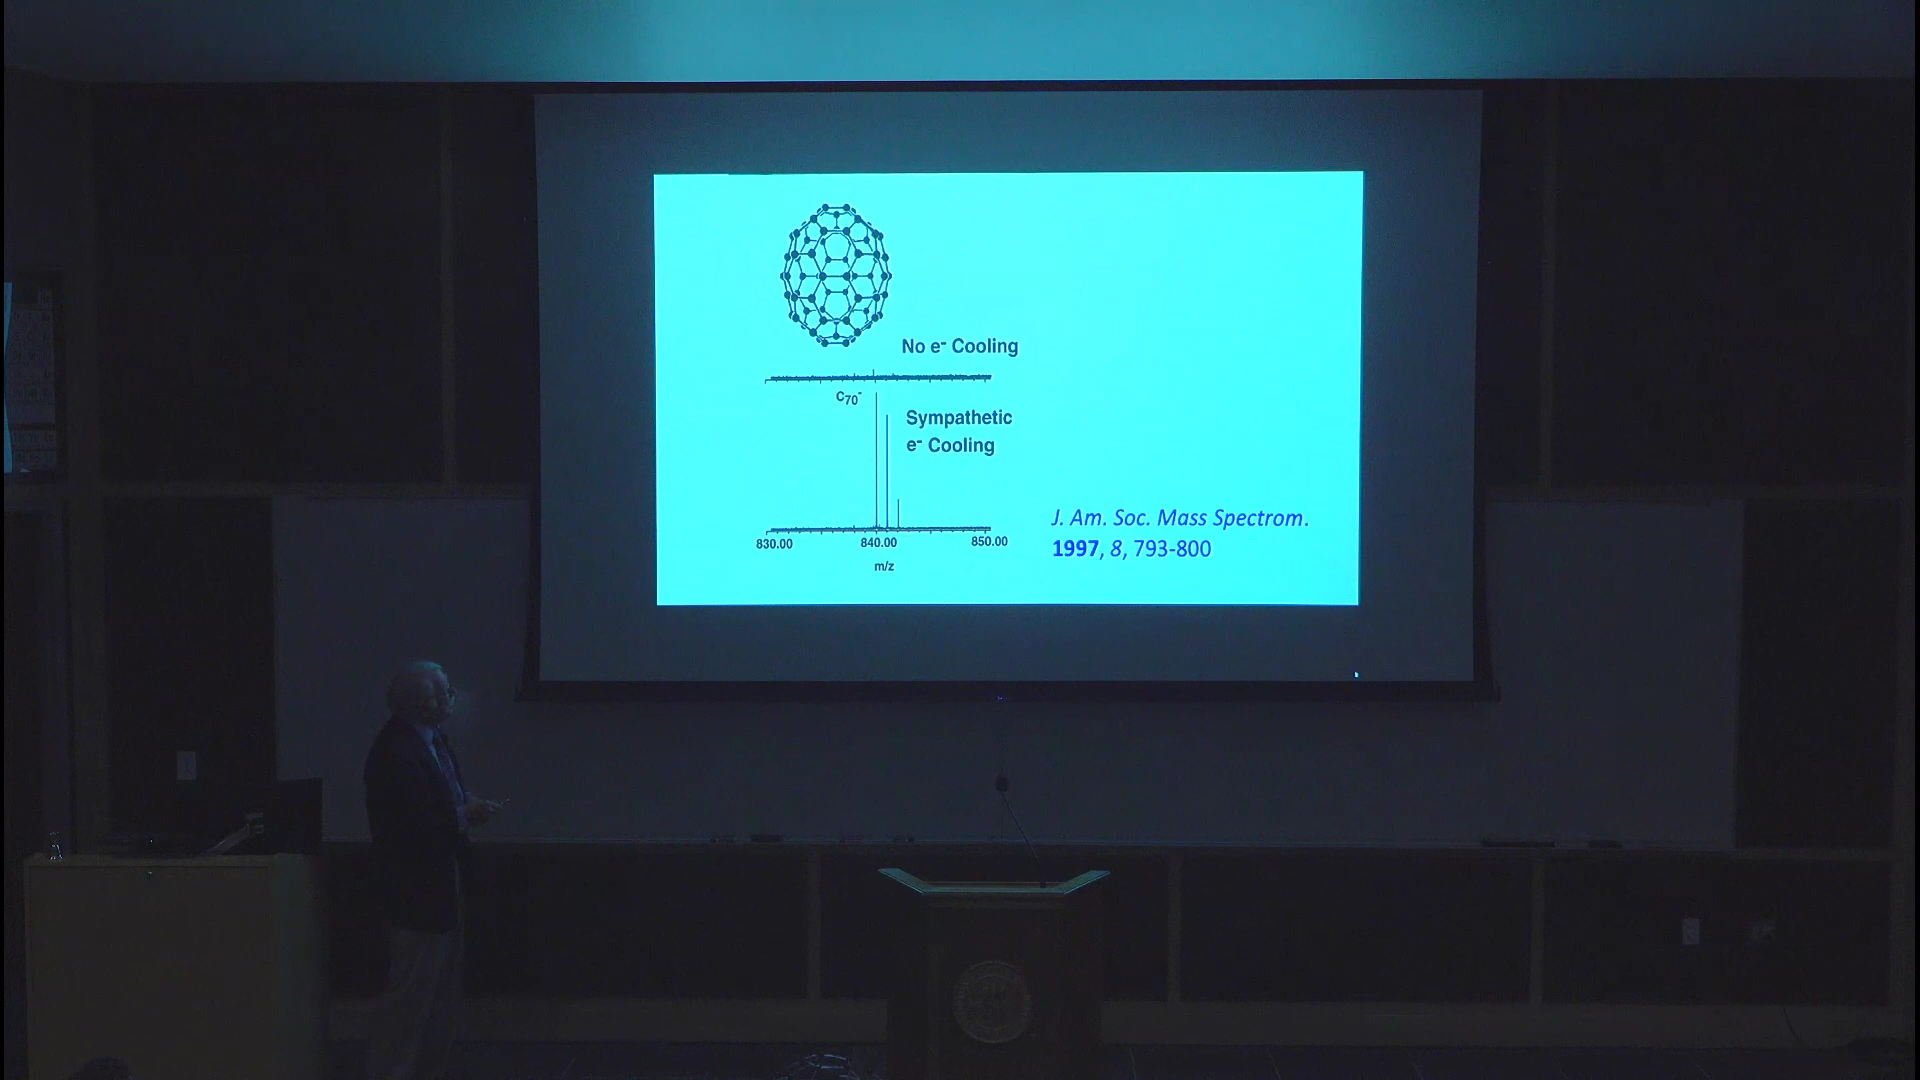 No e- Cooling
C70-
Sympathetic
e- Cooling
830.00 840.00 850.00
m/z
J. Am. Soc. Mass Spectrom.
1997, 8, 793-800